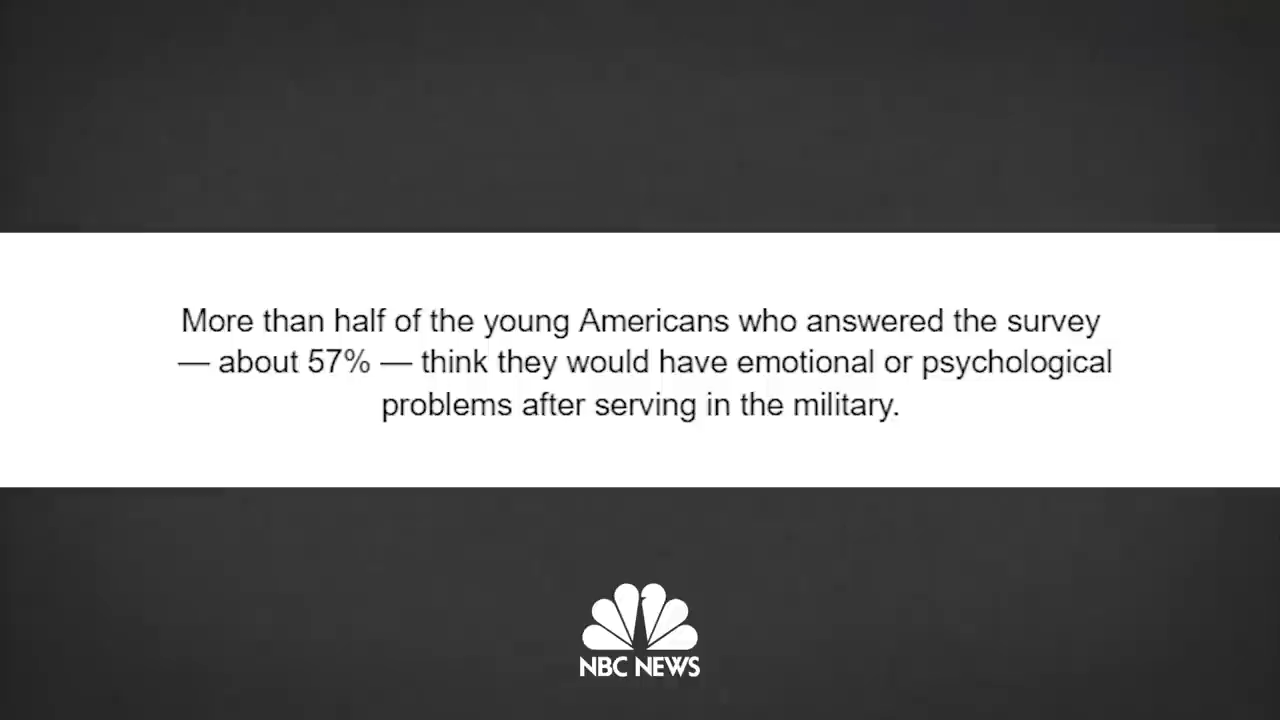 More than half of the young Americans who answered the survey
— about 57% — think they would have emotional or psychological
problems after serving in the military.
NBC NEWS